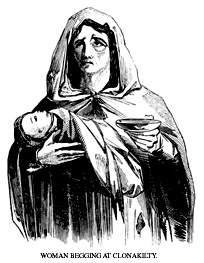 WOMAN BEGGING AT CLONAKILTY.